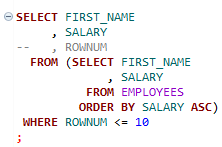 SELECT FIRST_NAME
     , SALARY
--   , ROWNUM
  FROM (SELECT FIRST_NAME
             , SALARY
          FROM EMPLOYEES
         ORDER BY SALARY ASC)
 WHERE ROWNUM <= 10
;